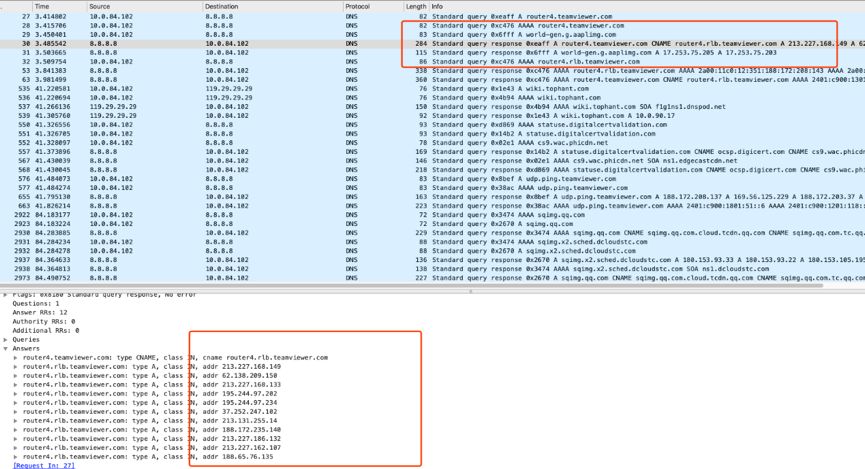 Time Source Destination Protocol Length Info
27 3.414802 10.0.84.102 8.8.8.8 DNS 82 Standard query 0xeaff A router4.teamviewer.com
28 3.415706 10.0.84.102 8.8.8.8 DNS 82 Standard query 0xc476 AAAA router4.teamviewer.com
29 3.450401 10.0.84.102 8.8.8.8 DNS 83 Standard query 0x6fff A world-gen.g.aaplimg.com
30 3.485542 8.8.8.8 10.0.84.102 DNS 284 Standard query response 0xeaff A router4.teamviewer.com CNAME router4.rlb.teamviewer.com A 213.227.168.149 A 62
31 3.503665 8.8.8.8 10.0.84.102 DNS 115 Standard query response 0x6fff A world-gen.g.aaplimg.com A 17.253.75.205 A 17.253.75.203
32 3.509754 10.0.84.102 8.8.8.8 DNS 86 Standard query 0xc476 AAAA router4.rlb.teamviewer.com
53 3.841383 8.8.8.8 10.0.84.102 DNS 338 Standard query response 0xc476 AAAA router4.rlb.teamviewer.com AAAA 2a00:11c0:12:351:188:172:208:143 AAAA 2a00:
63 3.981499 8.8.8.8 10.0.84.102 DNS 360 Standard query response 0xc476 AAAA router4.teamviewer.com CNAME router4.rlb.teamviewer.com AAAA 2401:c900:1301
535 41.220581 10.0.84.102 119.29.29.29 DNS 76 Standard query 0x1e43 A wiki.tophant.com
536 41.220694 10.0.84.102 119.29.29.29 DNS 76 Standard query 0x4b94 AAAA wiki.tophant.com
537 41.266136 119.29.29.29 10.0.84.102 DNS 150 Standard query response 0x4b94 AAAA wiki.tophant.com SOA f1g1ns1.dnspod.net
539 41.305760 119.29.29.29 10.0.84.102 DNS 92 Standard query response 0x1e43 A wiki.tophant.com A 10.0.90.17
550 41.326556 10.0.84.102 8.8.8.8 DNS 93 Standard query 0xd869 AAAA statuse.digitalcertvalidation.com
551 41.326705 10.0.84.102 8.8.8.8 DNS 93 Standard query 0x14b2 A statuse.digitalcertvalidation.com
552 41.328097 10.0.84.102 8.8.8.8 DNS 78 Standard query 0x02e1 A cs9.wac.phicdn.net
557 41.373896 8.8.8.8 10.0.84.102 DNS 169 Standard query response 0x14b2 A statuse.digitalcertvalidation.com CNAME ocsp.digicert.com CNAME cs9.wac.phicdn
567 41.430039 8.8.8.8 10.0.84.102 DNS 146 Standard query response 0x02e1 A cs9.wac.phicdn.net SOA ns1.edgecastcdn.net
568 41.430045 8.8.8.8 10.0.84.102 DNS 218 Standard query response 0xd869 AAAA statuse.digitalcertvalidation.com CNAME ocsp.digicert.com CNAME cs9.wac.phi
576 41.484073 10.0.84.102 8.8.8.8 DNS 83 Standard query 0x8bef A udp.ping.teamviewer.com
577 41.484274 10.0.84.102 8.8.8.8 DNS 83 Standard query 0x38ac AAAA udp.ping.teamviewer.com
655 41.795130 8.8.8.8 10.0.84.102 DNS 163 Standard query response 0x8bef A udp.ping.teamviewer.com A 188.172.208.137 A 169.56.125.229 A 188.172.203.37 A
663 41.826214 8.8.8.8 10.0.84.102 DNS 223 Standard query response 0x38ac AAAA udp.ping.teamviewer.com AAAA 2401:c900:1801:51::6 AAAA 2401:c900:1201:118::
2922 84.183177 10.0.84.102 8.8.8.8 DNS 72 Standard query 0x3474 AAAA sqimg.qq.com
2927 84.183224 10.0.84.102 8.8.8.8 DNS 72 Standard query 0x2670 A sqimg.qq.com
2930 84.283885 8.8.8.8 10.0.84.102 DNS 229 Standard query response 0x3474 AAAA sqimg.qq.com CNAME sqimg.qq.com.cloud.tcdn.qq.com CNAME sqimg.qq.com.tc.qq.
2931 84.284234 10.0.84.102 8.8.8.8 DNS 88 Standard query 0x3474 AAAA sqimg.x2.sched.dcloudstc.com
2932 84.284278 10.0.84.102 8.8.8.8 DNS 88 Standard query 0x2670 A sqimg.x2.sched.dcloudstc.com
2937 84.364633 8.8.8.8 10.0.84.102 DNS 136 Standard query response 0x2670 A sqimg.x2.sched.dcloudstc.com A 180.153.93.33 A 180.153.93.22 A 180.153.105.195
2938 84.364813 8.8.8.8 10.0.84.102 DNS 138 Standard query response 0x3474 AAAA sqimg.x2.sched.dcloudstc.com SOA ns1.dcloudstc.com
2973 84.490752 8.8.8.8 10.0.84.102 DNS 227 Standard query response 0x2670 A sqimg.qq.com CNAME sqimg.qq.com.cloud.tcdn.qq.com CNAME sqimg.qq.com.tc.qq.com
Flags: 0x8180 Standard query response, No error
Questions: 1
Answer RRs: 12
Authority RRs: 0
Additional RRs: 0
Queries
Answers
router4.teamviewer.com: type CNAME, class IN, cname router4.rlb.teamviewer.com
router4.rlb.teamviewer.com: type A, class IN, addr 213.227.168.149
router4.rlb.teamviewer.com: type A, class IN, addr 62.138.209.150
router4.rlb.teamviewer.com: type A, class IN, addr 213.227.168.133
router4.rlb.teamviewer.com: type A, class IN, addr 195.244.97.202
router4.rlb.teamviewer.com: type A, class IN, addr 195.244.97.234
router4.rlb.teamviewer.com: type A, class IN, addr 37.252.247.102
router4.rlb.teamviewer.com: type A, class IN, addr 213.131.255.14
router4.rlb.teamviewer.com: type A, class IN, addr 188.172.235.140
router4.rlb.teamviewer.com: type A, class IN, addr 213.227.186.132
router4.rlb.teamviewer.com: type A, class IN, addr 213.227.162.107
router4.rlb.teamviewer.com: type A, class IN, addr 188.65.76.135
[Request In: 27]